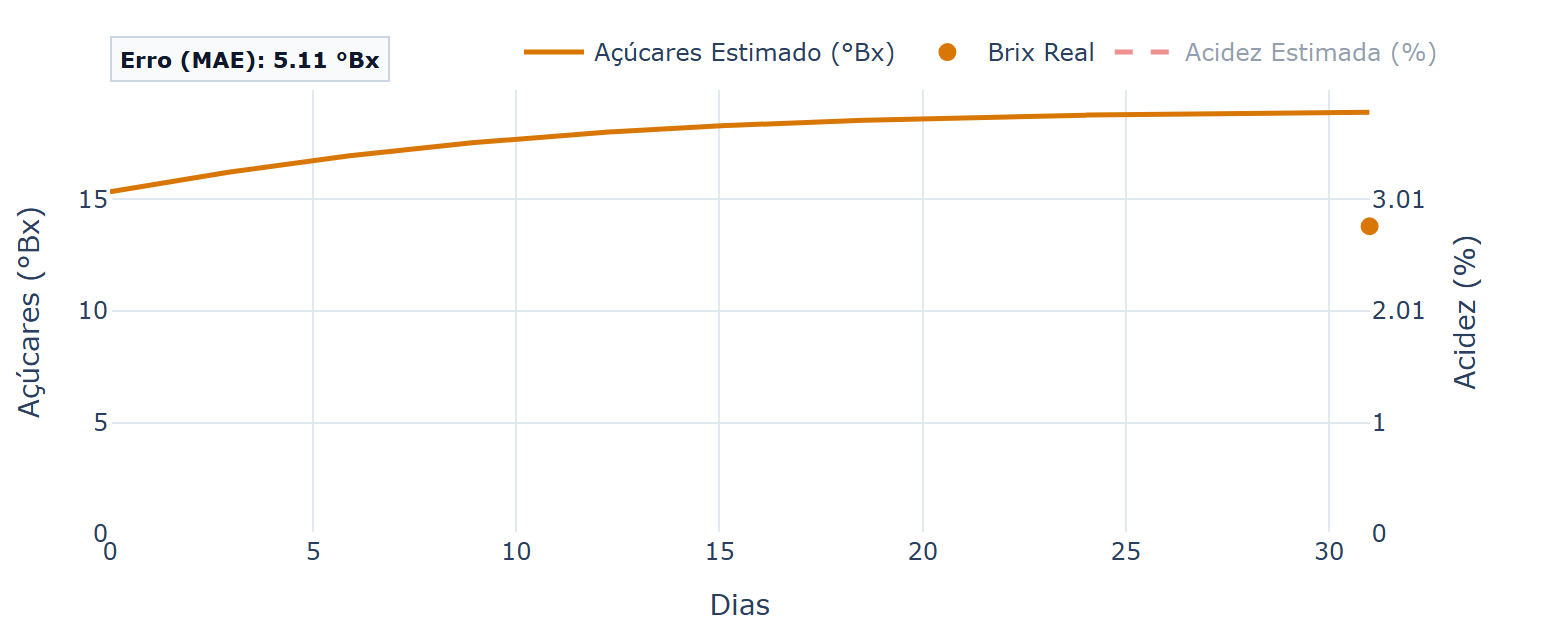 Erro (MAE): 5.11 °Bx
Açúcares Estimado (°Bx)
Brix Real
Acidez Estimada (%)
Açúcares (°Bx)
15
10
5
0
3.01
2.01
1
0
Acidez (%)
0
5
10
15
20
25
30
Dias